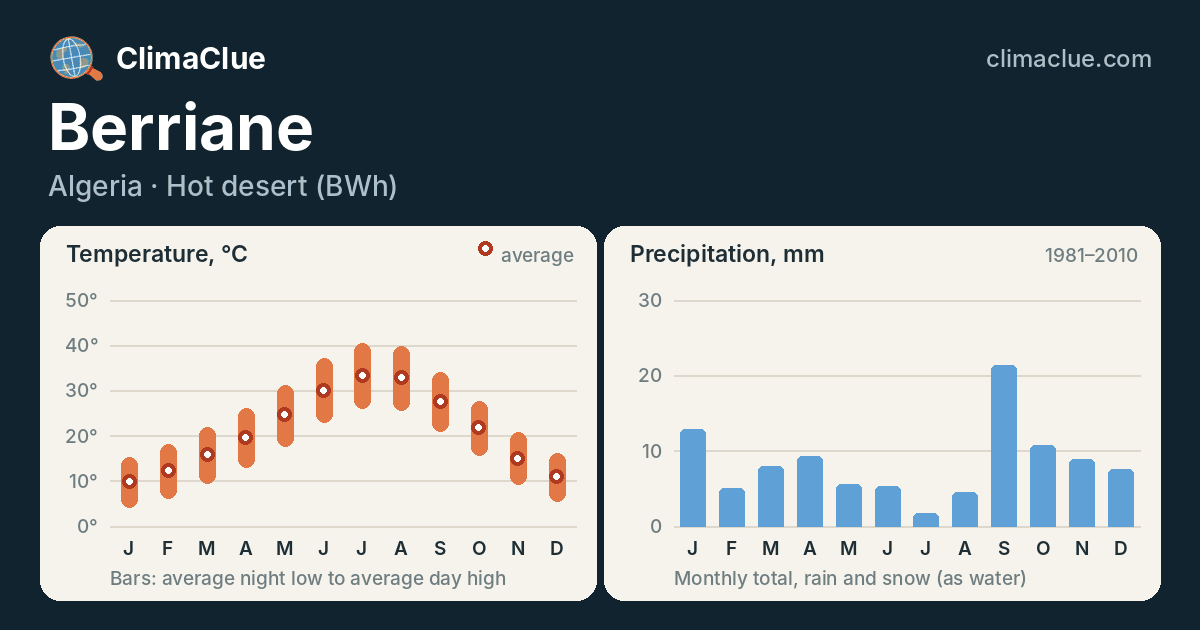 ClimaClue
climaclue.com
Berriane
Algeria · Hot desert (BWh)
Temperature, °C
average
50°
40°
30°
20°
10°
0°
J F M A M J J A S O N D
Bars: average night low to average day high
Precipitation, mm
1981–2010
30
20
10
0
J F M A M J J A S O N D
Monthly total, rain and snow (as water)